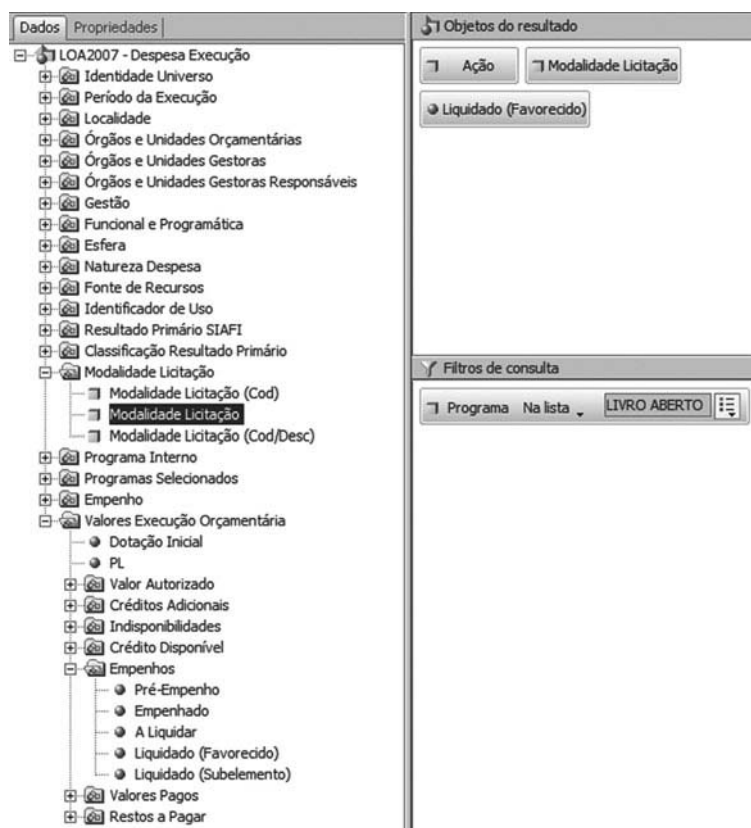 Dados Propriedades
LOA2007 - Despesa Execução
Identidade Universo
Período da Execução
Localidade
Órgãos e Unidades Orçamentárias
Órgãos e Unidades Gestoras
Órgãos e Unidades Gestoras Responsáveis
Gestão
Funcional e Programática
Esfera
Natureza Despesa
Fonte de Recursos
Identificador de Uso
Resultado Primário SIAFI
Classificação Resultado Primário
Modalidade Licitação
Modalidade Licitação (Cod)
Modalidade Licitação
Modalidade Licitação (Cod/Desc)
Programa Interno
Programas Selecionados
Empenho
Valores Execução Orçamentária
Dotação Inicial
PL
Valor Autorizado
Créditos Adicionais
Indisponibilidades
Crédito Disponível
Empenhos
Pré-Empenho
Empenhado
A Liquidar
Liquidado (Favorecido)
Liquidado (Subelemento)
Valores Pagos
Restos a Pagar
Objetos do resultado
Ação Modalidade Licitação
Liquidado (Favorecido)
Filtros de consulta
Programa Na lista LIVRO ABERTO